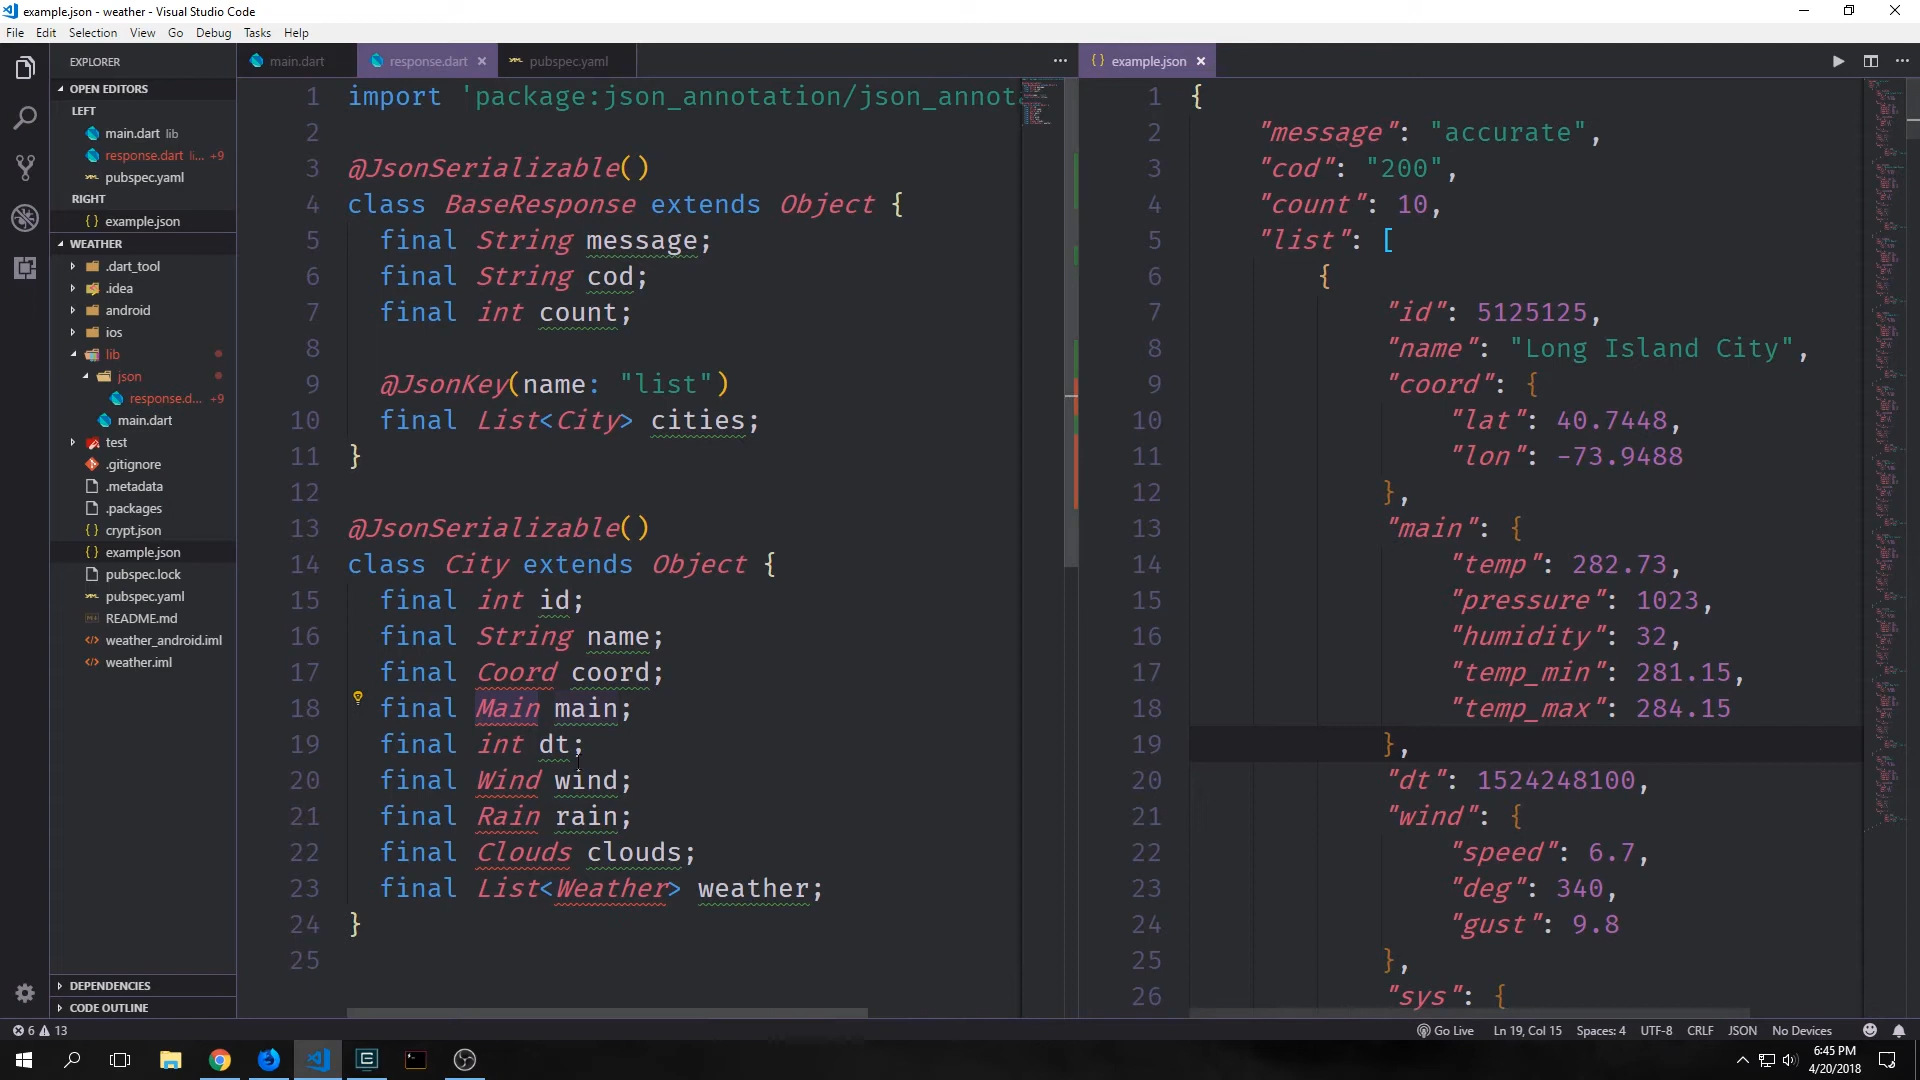 example.json - weather - Visual Studio Code
File Edit Selection View Go Debug Tasks Help
EXPLORER
OPEN EDITORS
LEFT
main.dart lib
response.dart li... +9
pubspec.yaml
RIGHT
{ } example.json
WEATHER
.dart_tool
.idea
android
ios
lib
json
response.d... +9
main.dart
test
.gitignore
.metadata
.packages
{ } crypt.json
{ } example.json
pubspec.lock
pubspec.yaml
README.md
weather_android.iml
weather.iml
DEPENDENCIES
CODE OUTLINE
main.dart response.dart × pubspec.yaml ...
1 import 'package:json_annotation/json_annota
2
3 @JsonSerializable()
4 class BaseResponse extends Object {
5 final String message;
6 final String cod;
7 final int count;
8
9 @JsonKey(name: "list")
10 final List<City> cities;
11 }
12
13 @JsonSerializable()
14 class City extends Object {
15 final int id;
16 final String name;
17 final Coord coord;
18 final Main main;
19 final int dt;
20 final Wind wind;
21 final Rain rain;
22 final Clouds clouds;
23 final List<Weather> weather;
24 }
25
{ } example.json × ...
1 {
2 "message": "accurate",
3 "cod": "200",
4 "count": 10,
5 "list": [
6 {
7 "id": 5125125,
8 "name": "Long Island City",
9 "coord": {
10 "lat": 40.7448,
11 "lon": -73.9488
12 },
13 "main": {
14 "temp": 282.73,
15 "pressure": 1023,
16 "humidity": 32,
17 "temp_min": 281.15,
18 "temp_max": 284.15
19 },
20 "dt": 1524248100,
21 "wind": {
22 "speed": 6.7,
23 "deg": 340,
24 "gust": 9.8
25 },
26 "sys": {
6 13 Go Live Ln 19, Col 15 Spaces: 4 UTF-8 CRLF JSON No Devices
6:45 PM
4/20/2018